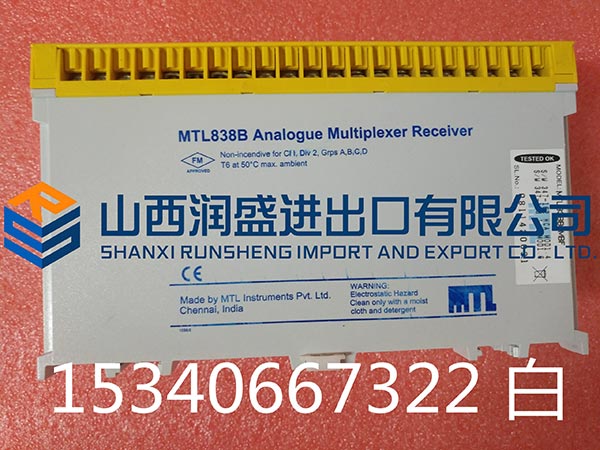 MTL838B Analogue Multiplexer Receiver
FM
APPROVED
Non-incendive for Cl I, Div 2, Grps A,B,C,D
T6 at 50°C max. ambient
TESTED OK
山西润盛进出口有限公司
SHANXI RUNSHENG IMPORT AND EXPORT CO., LTD.
CE
Made by MTL Instruments Pvt. Ltd.
Chennai, India
WARNING:
Electrostatic Hazard
Clean only with a moist
cloth and detergent
MTL
15340667322 白